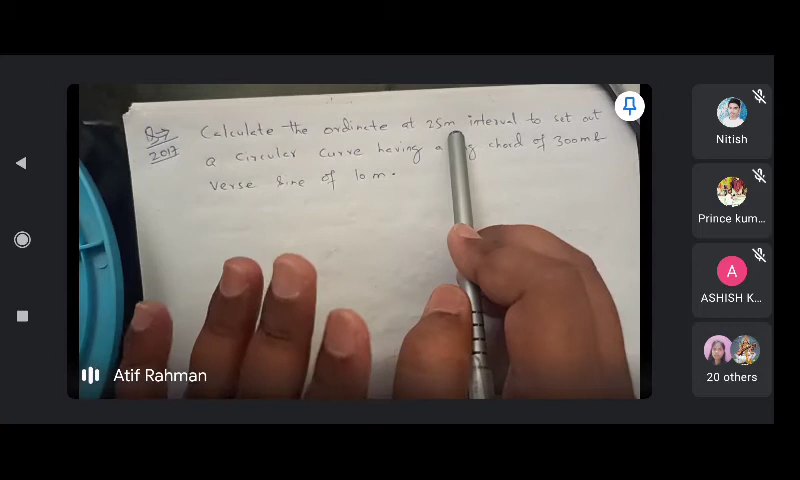 Q→ Calculate the ordinate at 25m interval to set out
2017 a circular curve having a g chord of 300m &
verse sine of 10 m.
Atif Rahman
Nitish
Prince kum...
A
ASHISH K...
20 others